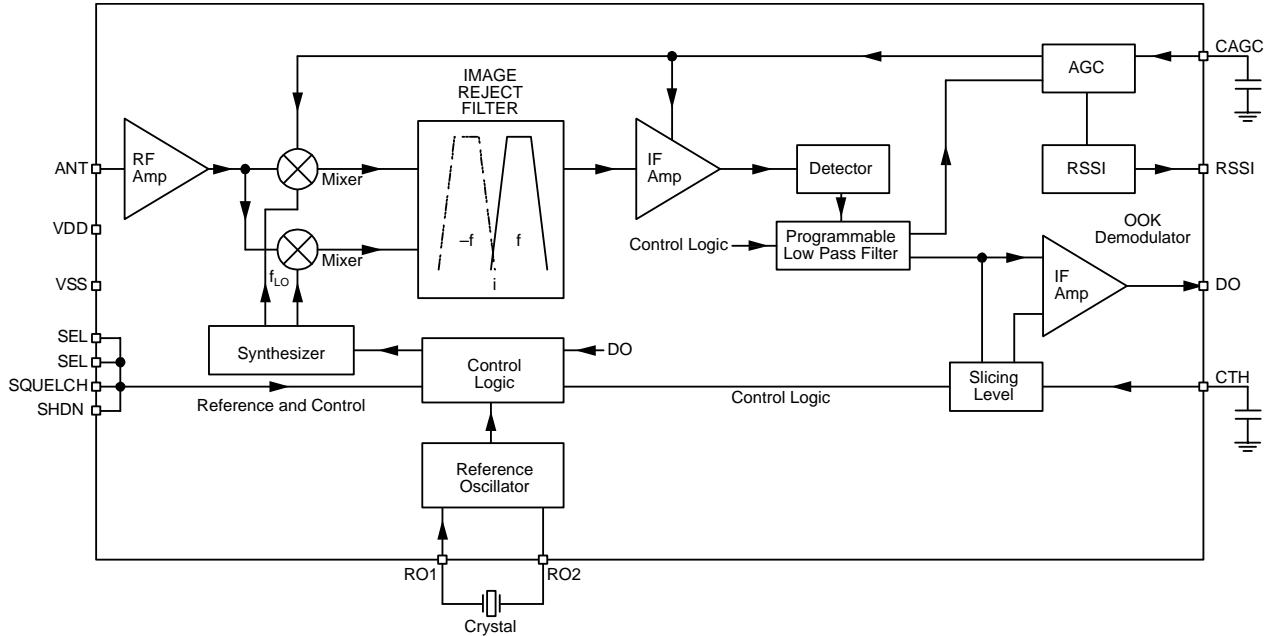 CAGC
AGC
IMAGE
REJECT
FILTER
ANT
RF
Amp
Mixer
IF
Amp
Detector
RSSI
RSSI
VDD
Mixer
–f
f
i
Control Logic
Programmable
Low Pass Filter
OOK
Demodulator
VSS
fLO
IF
Amp
DO
SEL
SEL
SQUELCH
SHDN
Synthesizer
Control
Logic
DO
Slicing
Level
CTH
Reference and Control
Control Logic
Reference
Oscillator
RO1
RO2
Crystal